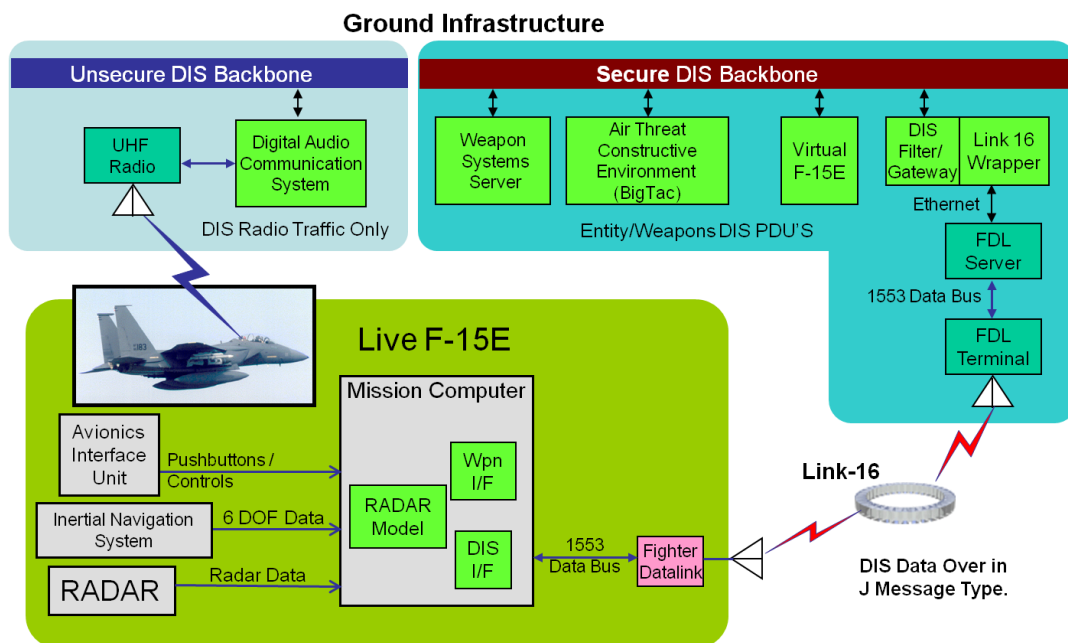 Ground Infrastructure
Unsecure DIS Backbone
Secure DIS Backbone
UHF
Radio
Digital Audio
Communication
System
DIS Radio Traffic Only
Weapon
Systems
Server
Air Threat
Constructive
Environment
(BigTac)
Virtual
F-15E
DIS
Filter/
Gateway
Link 16
Wrapper
Ethernet
Entity/Weapons DIS PDU'S
FDL
Server
1553 Data Bus
FDL
Terminal
Live F-15E
Mission Computer
Avionics
Interface
Unit
Pushbuttons /
Controls
Inertial Navigation
System
6 DOF Data
RADAR
Radar Data
RADAR
Model
Wpn
I/F
DIS
I/F
1553
Data Bus
Fighter
Datalink
Link-16
DIS Data Over in
J Message Type.